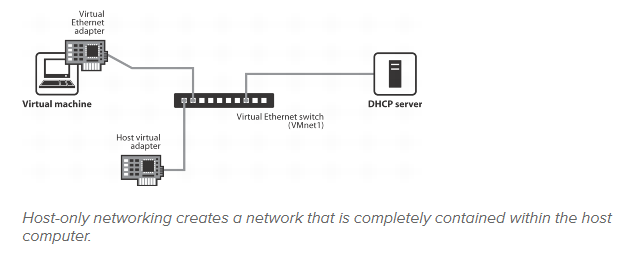 Virtual
Ethernet
adapter
Virtual machine
DHCP server
Virtual Ethernet switch
(VMnet1)
Host virtual
adapter
Host-only networking creates a network that is completely contained within the host
computer.